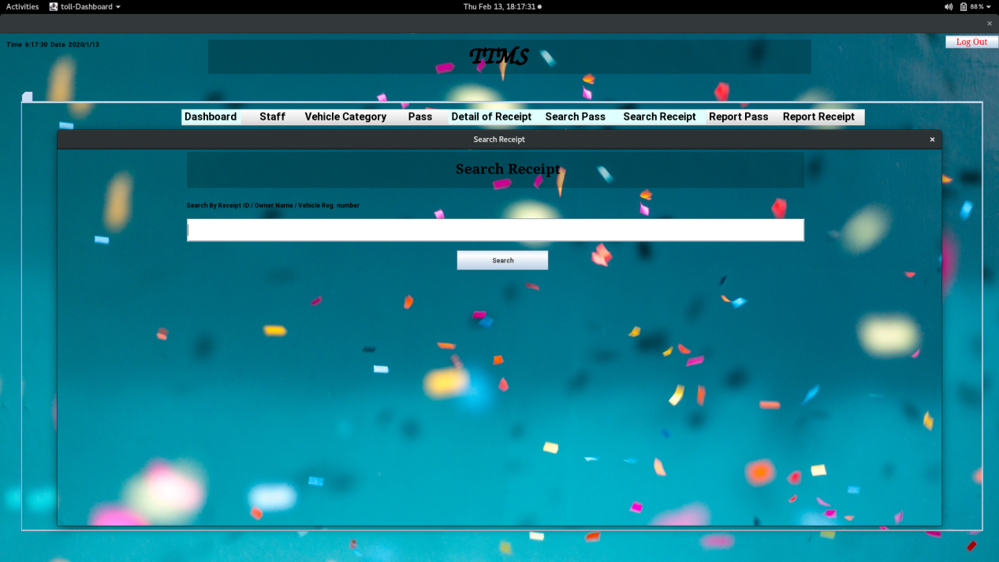 Activities toll-Dashboard Thu Feb 13, 18:17:31 88%
Time 6:17:30 Date 2020/1/13
TTMS
Log Out
Dashboard Staff Vehicle Category Pass Detail of Receipt Search Pass Search Receipt Report Pass Report Receipt
Search Receipt
Search Receipt
Search By Receipt ID / Owner Name / Vehicle Reg. number
Search